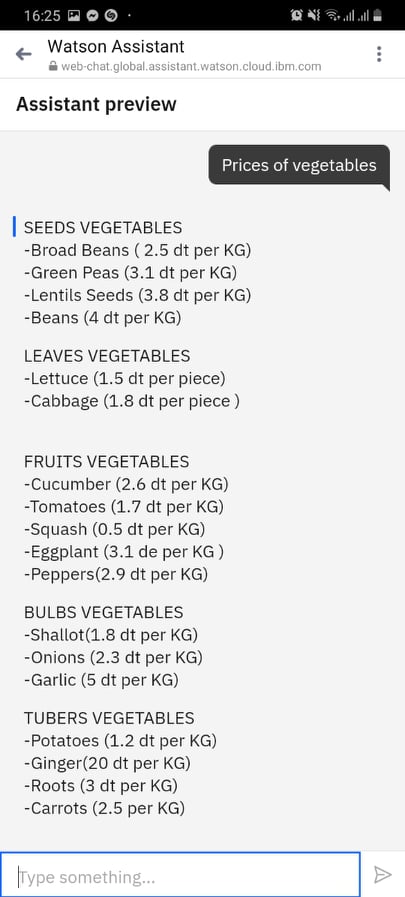 16:25
Watson Assistant
web-chat.global.assistant.watson.cloud.ibm.com
Assistant preview
Prices of vegetables
SEEDS VEGETABLES
-Broad Beans ( 2.5 dt per KG)
-Green Peas (3.1 dt per KG)
-Lentils Seeds (3.8 dt per KG)
-Beans (4 dt per KG)
LEAVES VEGETABLES
-Lettuce (1.5 dt per piece)
-Cabbage (1.8 dt per piece )
FRUITS VEGETABLES
-Cucumber (2.6 dt per KG)
-Tomatoes (1.7 dt per KG)
-Squash (0.5 dt per KG)
-Eggplant (3.1 de per KG )
-Peppers(2.9 dt per KG)
BULBS VEGETABLES
-Shallot(1.8 dt per KG)
-Onions (2.3 dt per KG)
-Garlic (5 dt per KG)
TUBERS VEGETABLES
-Potatoes (1.2 dt per KG)
-Ginger(20 dt per KG)
-Roots (3 dt per KG)
-Carrots (2.5 per KG)
Type something...